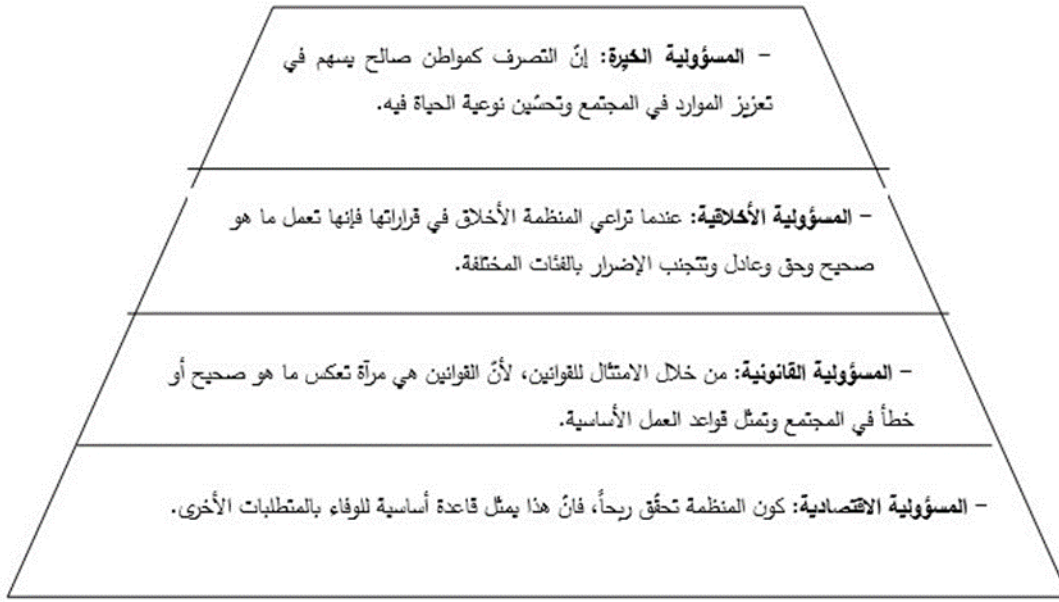 - المسؤولية الخيرة: إنّ التصرف كمواطن صالح يسهم في
تعزيز الموارد في المجتمع وتحسّين نوعية الحياة فيه.
- المسؤولية الأخلاقية: عندما تراعي المنظمة الأخلاق في قراراتها فإنها تعمل ما هو
صحيح وحق وعادل وتتجنب الإضرار بالفئات المختلفة.
- المسؤولية القانونية: من خلال الامتثال للقوانين، لأنّ القوانين هي مرآة تعكس ما هو صحيح أو
خطأ في المجتمع وتمثل قواعد العمل الأساسية.
- المسؤولية الاقتصادية: كون المنظمة تحقّق ربحاً، فانّ هذا يمثل قاعدة أساسية للوفاء بالمتطلبات الأخرى.